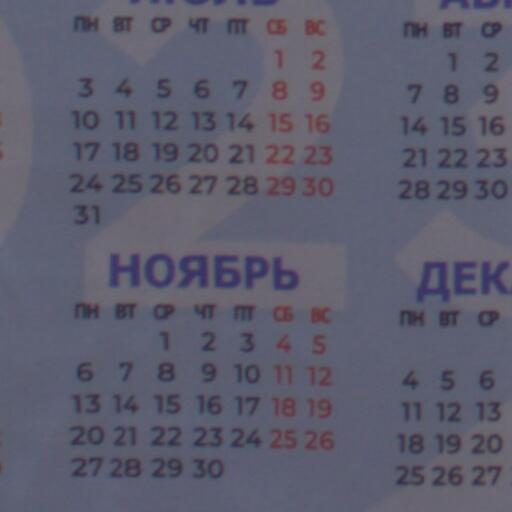 ПН ВТ СР ЧТ ПТ СБ ВС
1 2
3 4 5 6 7 8 9
10 11 12 13 14 15 16
17 18 19 20 21 22 23
24 25 26 27 28 29 30
31
ПН ВТ СР
1 2
7 8 9
14 15 16
21 22 23
28 29 30
НОЯБРЬ
ПН ВТ СР ЧТ ПТ СБ ВС
1 2 3 4 5
6 7 8 9 10 11 12
13 14 15 16 17 18 19
20 21 22 23 24 25 26
27 28 29 30
ДЕК
ПН ВТ СР
4 5 6
11 12 13
18 19 20
25 26 27